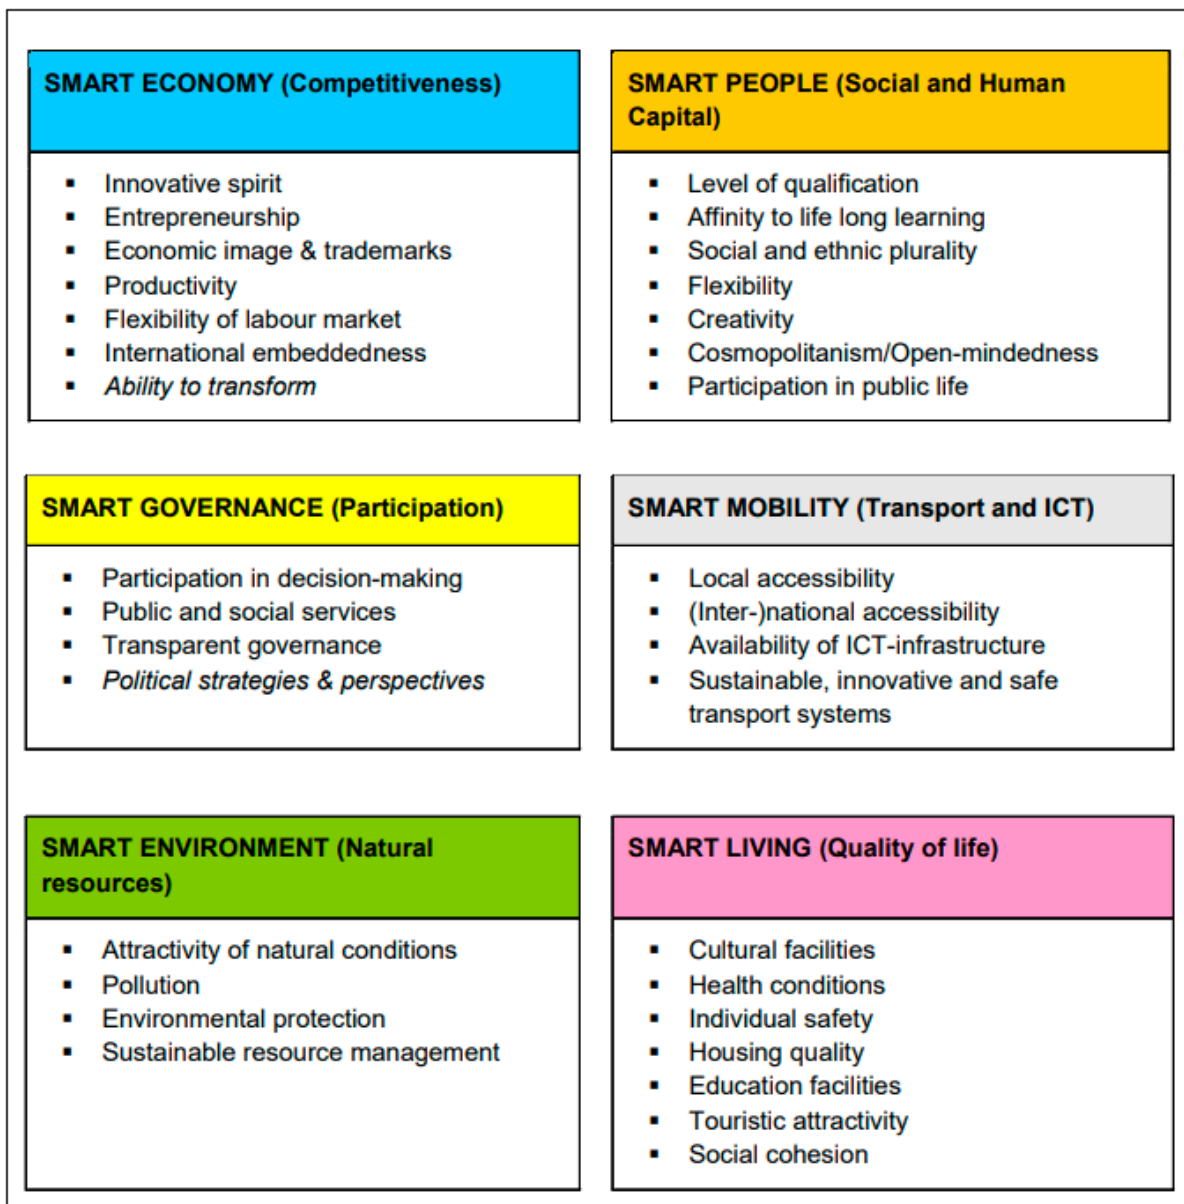 SMART ECONOMY (Competitiveness)
▪ Innovative spirit
▪ Entrepreneurship
▪ Economic image & trademarks
▪ Productivity
▪ Flexibility of labour market
▪ International embeddedness
▪ Ability to transform
SMART PEOPLE (Social and Human
Capital)
▪ Level of qualification
▪ Affinity to life long learning
▪ Social and ethnic plurality
▪ Flexibility
▪ Creativity
▪ Cosmopolitanism/Open-mindedness
▪ Participation in public life
SMART GOVERNANCE (Participation)
▪ Participation in decision-making
▪ Public and social services
▪ Transparent governance
▪ Political strategies & perspectives
SMART MOBILITY (Transport and ICT)
▪ Local accessibility
▪ (Inter-)national accessibility
▪ Availability of ICT-infrastructure
▪ Sustainable, innovative and safe
transport systems
SMART ENVIRONMENT (Natural
resources)
▪ Attractivity of natural conditions
▪ Pollution
▪ Environmental protection
▪ Sustainable resource management
SMART LIVING (Quality of life)
▪ Cultural facilities
▪ Health conditions
▪ Individual safety
▪ Housing quality
▪ Education facilities
▪ Touristic attractivity
▪ Social cohesion